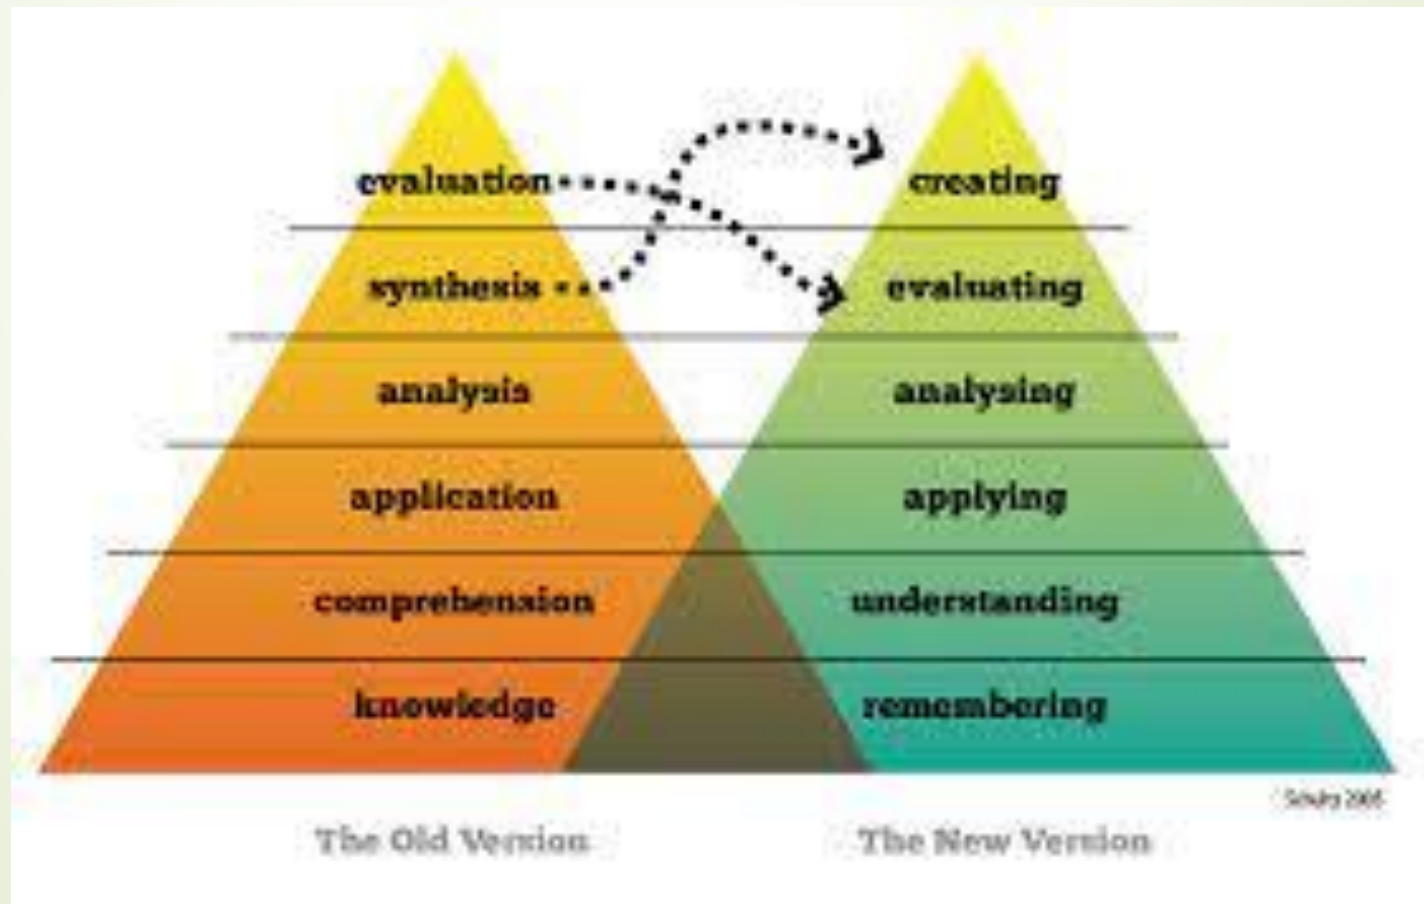 evaluation creating
synthesis evaluating
analysis analysing
application applying
comprehension understanding
knowledge remembering
The Old Version The New Version